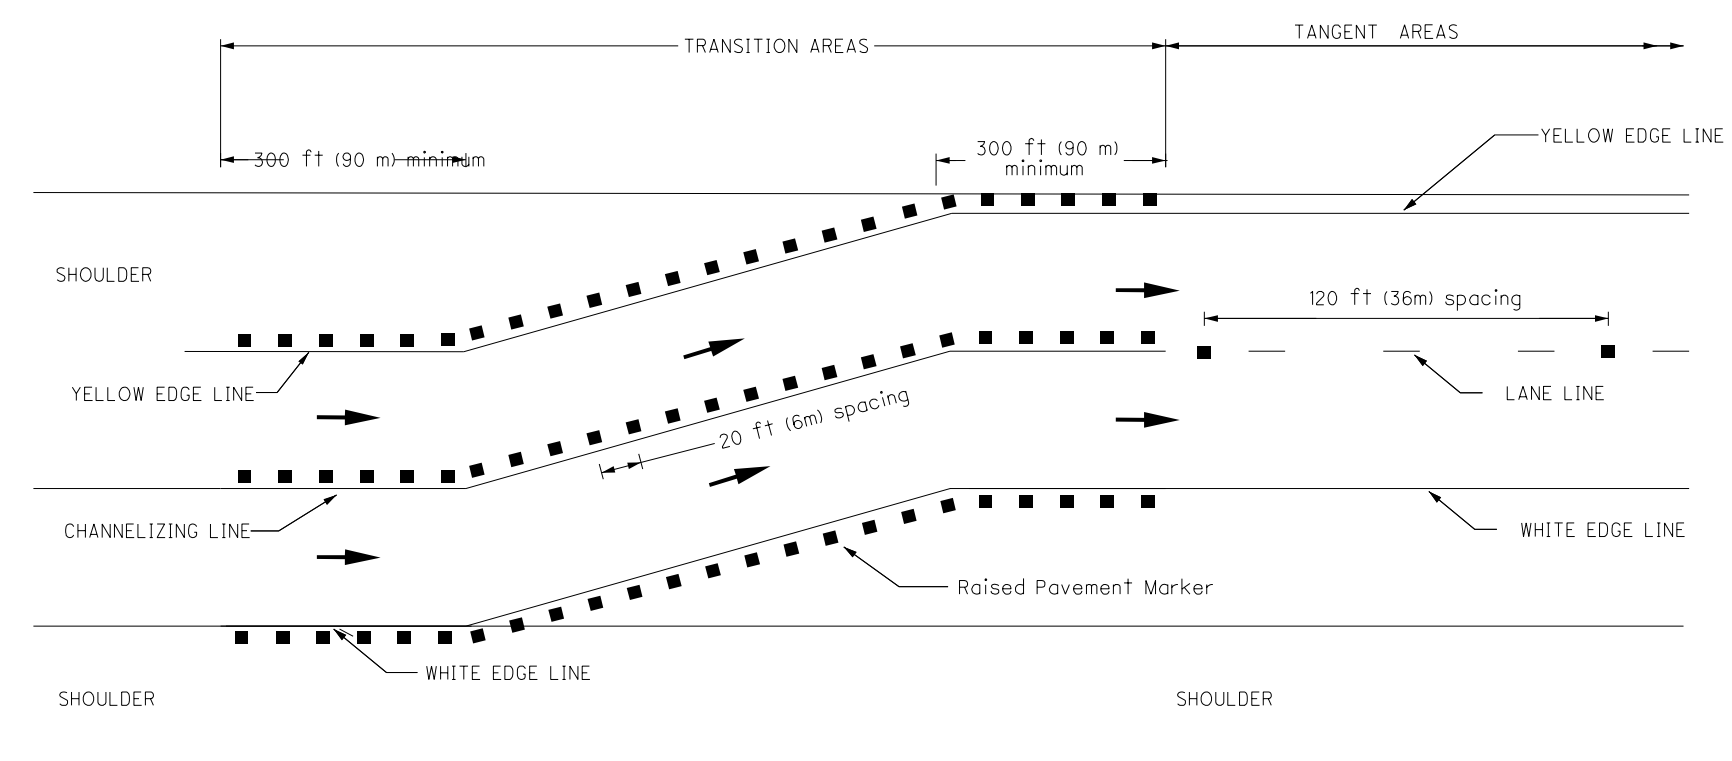 TRANSITION AREAS
TANGENT AREAS
YELLOW EDGE LINE
300 ft (90 m) minimum
300 ft (90 m)
minimum
SHOULDER
120 ft (36m) spacing
YELLOW EDGE LINE
LANE LINE
20 ft (6m) spacing
CHANNELIZING LINE
WHITE EDGE LINE
Raised Pavement Marker
WHITE EDGE LINE
SHOULDER
SHOULDER